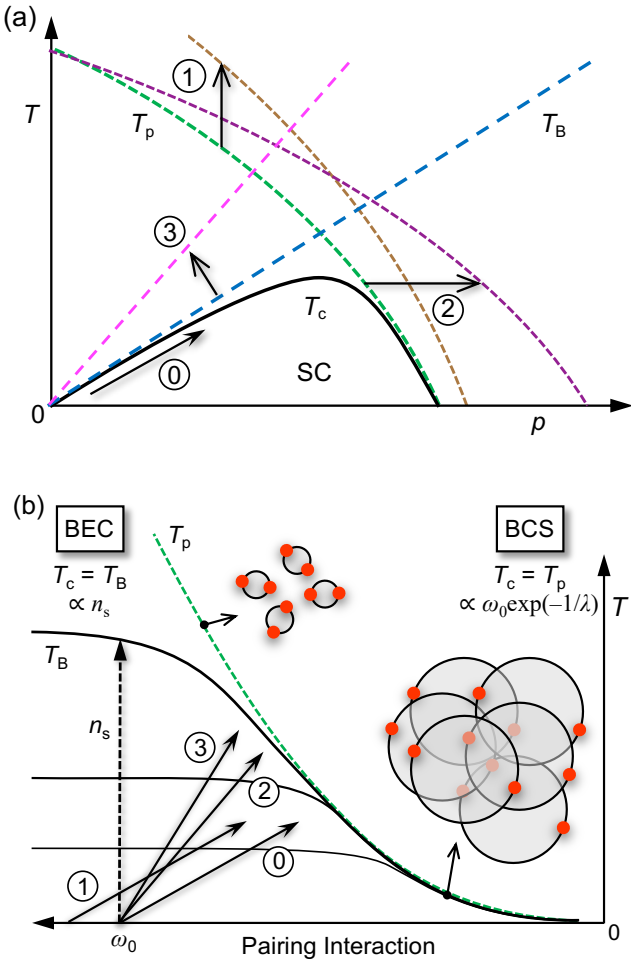 (a)
T
①
T_p
T_B
③
T_c
②
⓪
SC
0
p
(b)
BEC
T_p
BCS
T_c = T_B
T_c = T_p
∝ n_s
∝ ω_0exp(−1/λ)
T
T_B
n_s
③
②
⓪
①
0
ω_0
Pairing Interaction